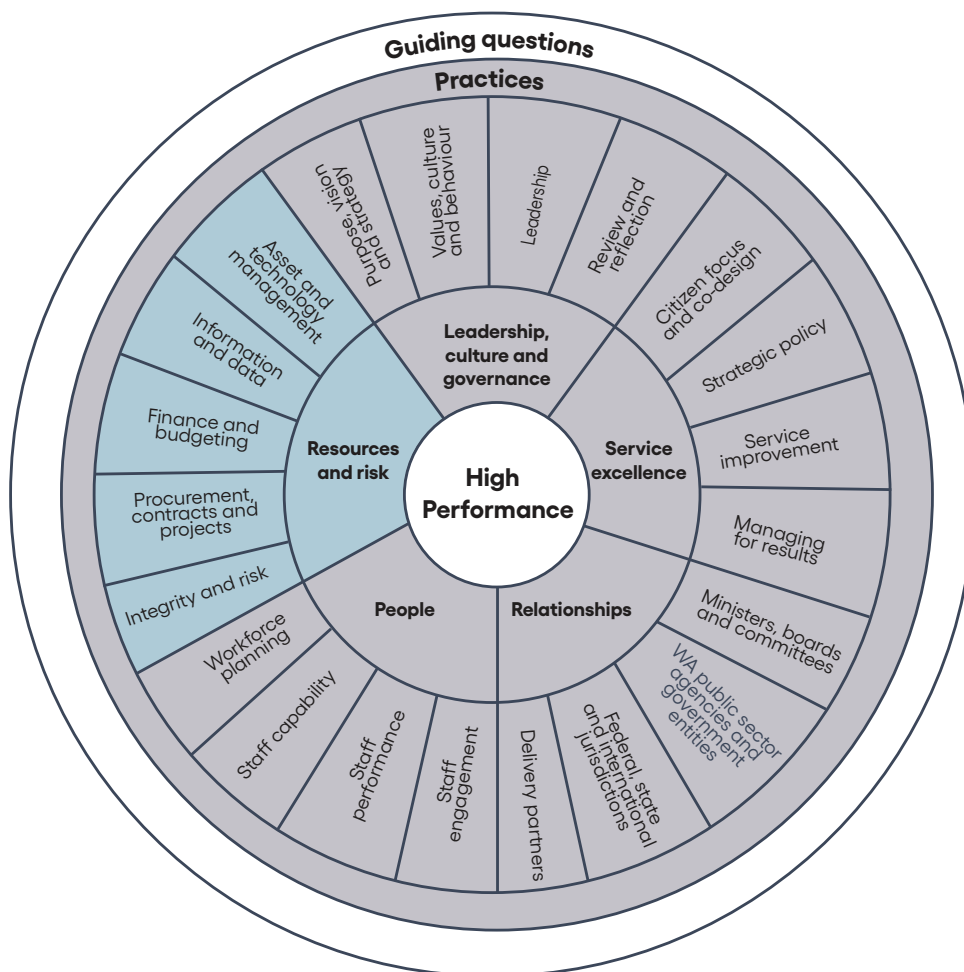 Guiding questions
Practices
Purpose, vision
and strategy
Values, culture
and behaviour
Leadership
Review and
reflection
Citizen focus
and co-design
Strategic policy
Service
improvement
Managing
for results
Ministers, boards
and committees
WA public sector
agencies and
government
entities
Federal, state
and international
jurisdictions
Delivery partners
Staff
engagement
Staff
performance
Staff capability
Workforce
planning
Integrity and risk
Procurement,
contracts and
projects
Finance and
budgeting
Information
and data
Asset and
technology
management
Leadership,
culture and
governance
Service
excellence
Relationships
People
Resources
and risk
High
Performance